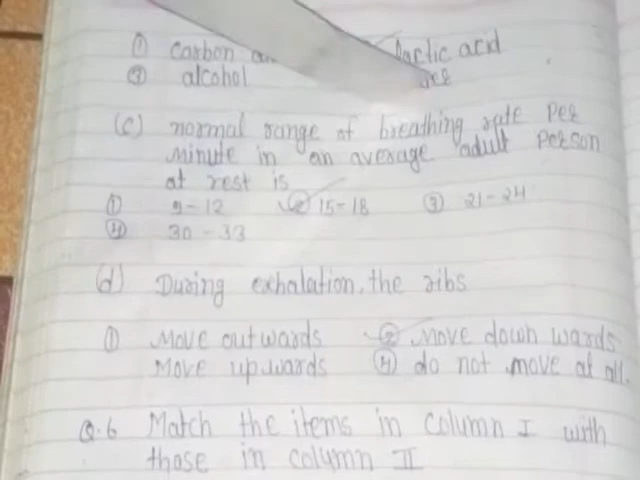 ① Carbon lactic acid
③ alcohol
(c) normal range of breathing rate per
minute in an average adult person
at rest is
① 9-12 ② 15-18 ③ 21-24
④ 30-33
(d) During exhalation, the ribs
① Move outwards ② Move down wards
Move upwards ④ do not move at all.
Q.6 Match the items in column I with
those in column II